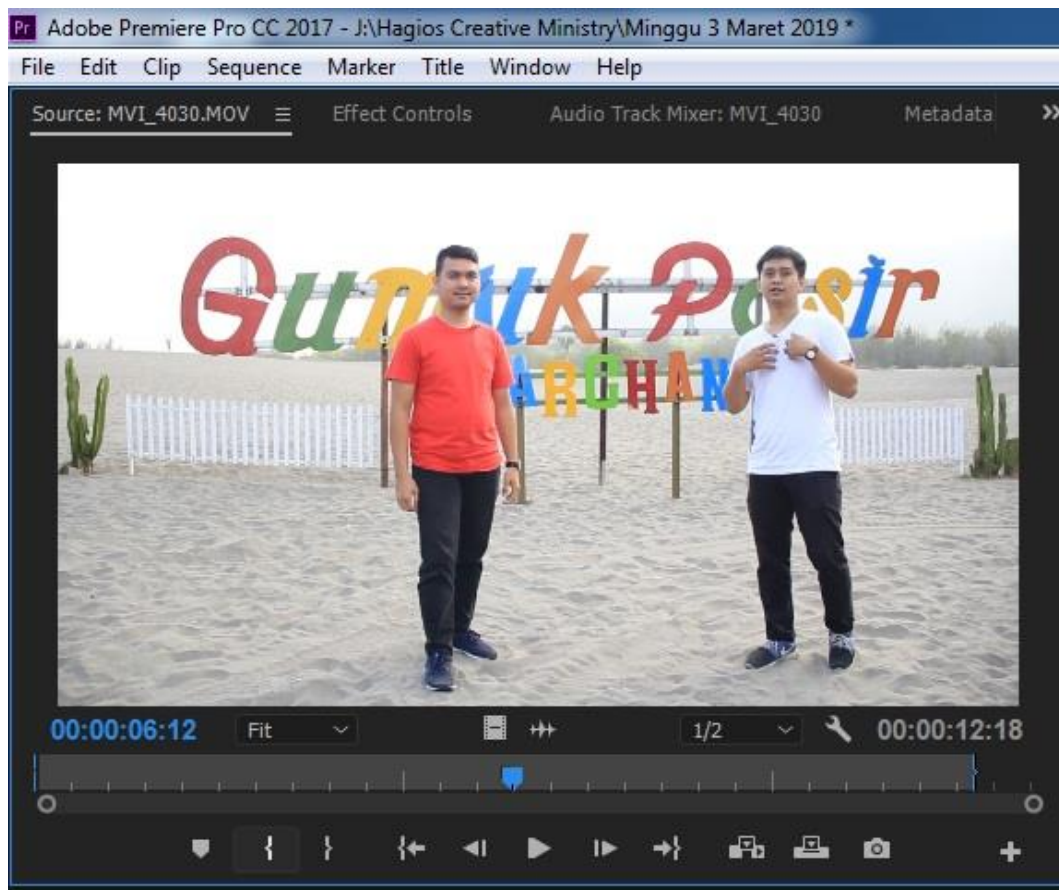 Pr Adobe Premiere Pro CC 2017 - J:\Hagios Creative Ministry\Minggu 3 Maret 2019 *
File Edit Clip Sequence Marker Title Window Help
Source: MVI_4030.MOV Effect Controls Audio Track Mixer: MVI_4030 Metadata
Gumuk Pasir
ARCHAN
00:00:06:12 Fit 1/2 00:00:12:18